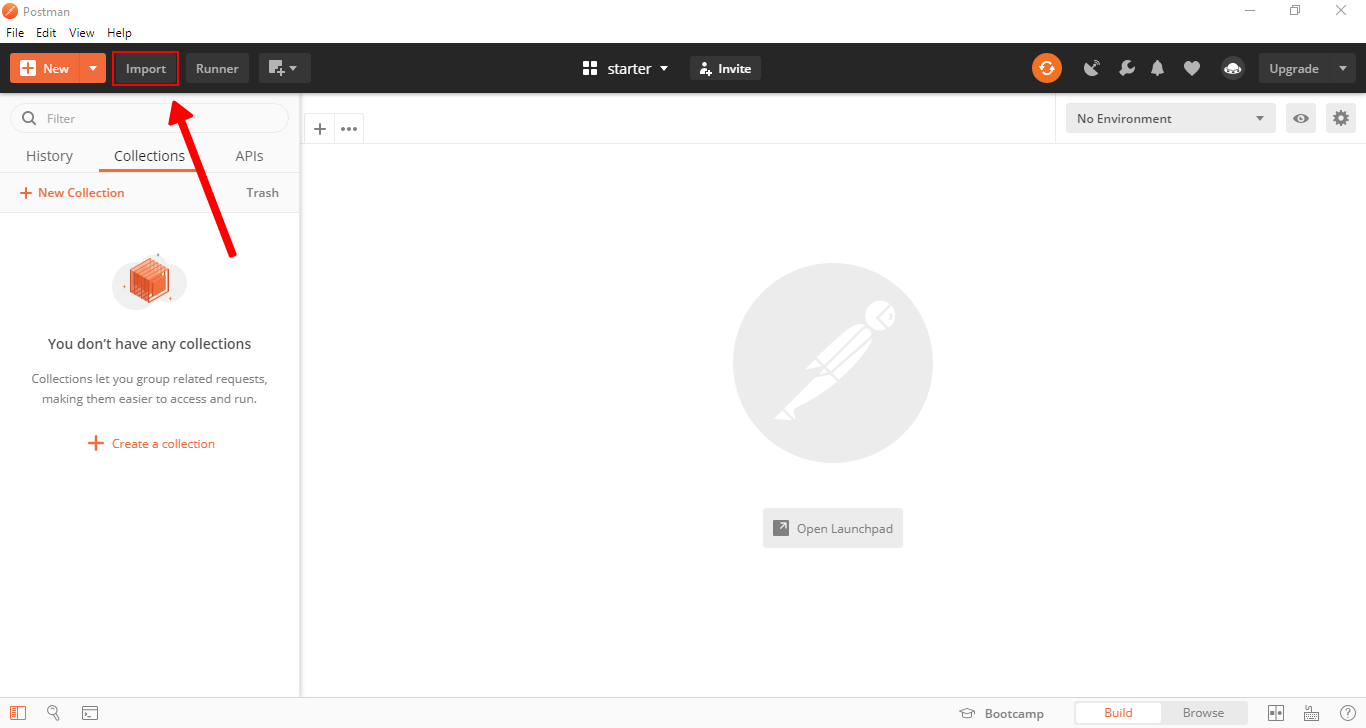 Postman
File Edit View Help
New Import Runner starter Invite Upgrade
Filter
No Environment
History Collections APIs
New Collection Trash
You don’t have any collections
Collections let you group related requests,
making them easier to access and run.
Create a collection
Open Launchpad
Bootcamp Build Browse